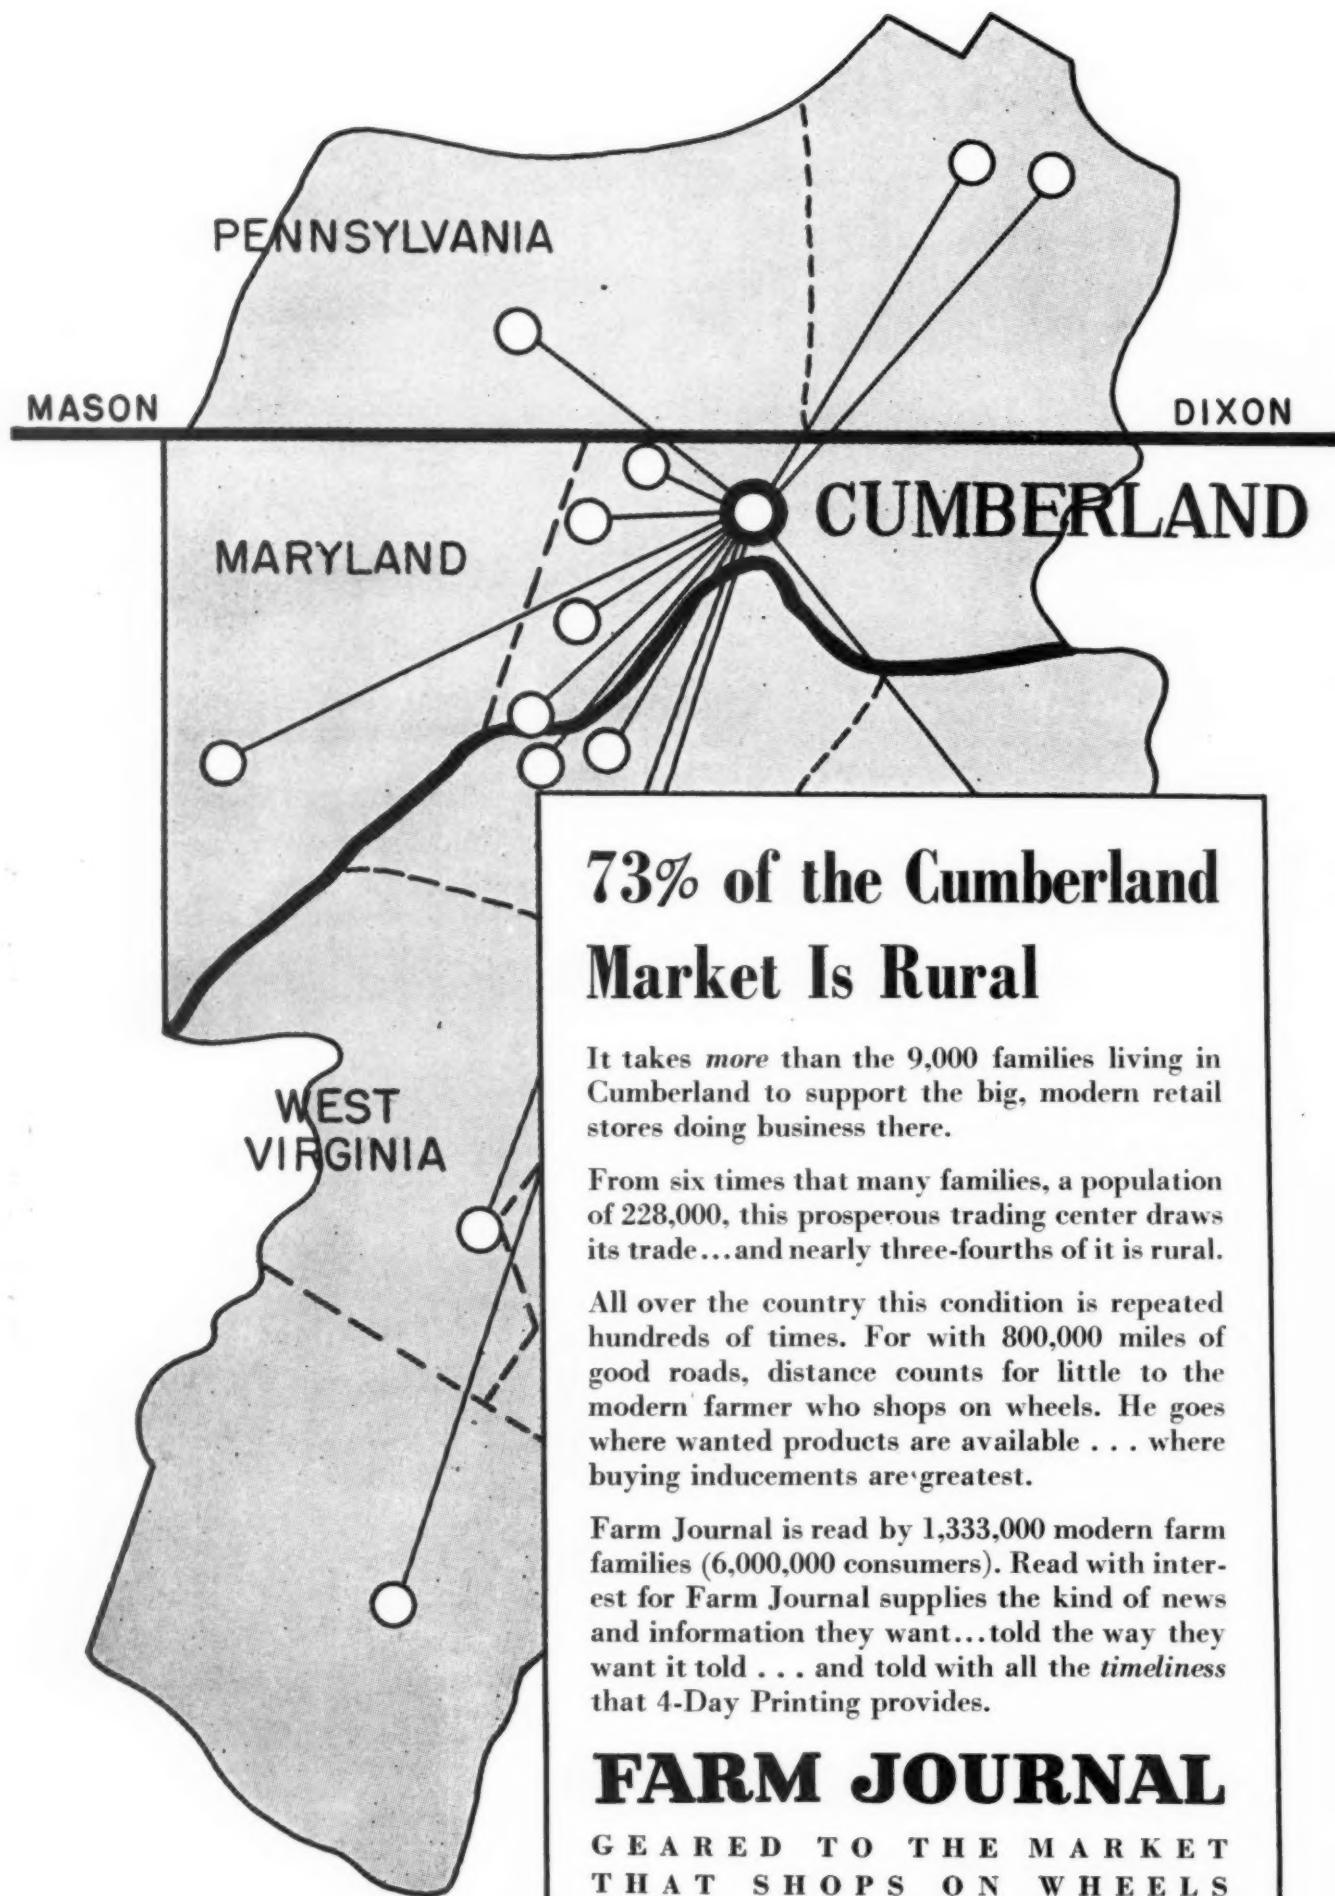 PENNSYLVANIA
MASON
DIXON
CUMBERLAND
MARYLAND
WEST
VIRGINIA
73% of the Cumberland
Market Is Rural
It takes more than the 9,000 families living in
Cumberland to support the big, modern retail
stores doing business there.
From six times that many families, a population
of 228,000, this prosperous trading center draws
its trade...and nearly three-fourths of it is rural.
All over the country this condition is repeated
hundreds of times. For with 800,000 miles of
good roads, distance counts for little to the
modern farmer who shops on wheels. He goes
where wanted products are available . . . where
buying inducements are greatest.
Farm Journal is read by 1,333,000 modern farm
families (6,000,000 consumers). Read with inter-
est for Farm Journal supplies the kind of news
and information they want...told the way they
want it told . . . and told with all the timeliness
that 4-Day Printing provides.
FARM JOURNAL
GEARED TO THE MARKET
THAT SHOPS ON WHEELS